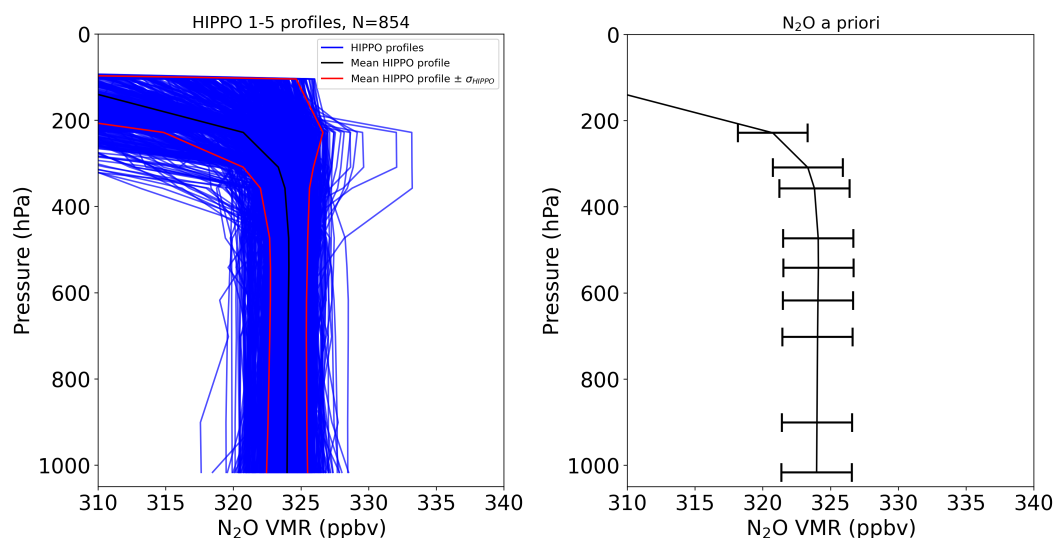 HIPPO 1-5 profiles, N=854
HIPPO profiles
Mean HIPPO profile
Mean HIPPO profile ± σHIPPO
0
200
400
600
800
1000
Pressure (hPa)
310
315
320
325
330
335
340
N₂O VMR (ppbv)
N₂O a priori
0
200
400
600
800
1000
Pressure (hPa)
310
315
320
325
330
335
340
N₂O VMR (ppbv)